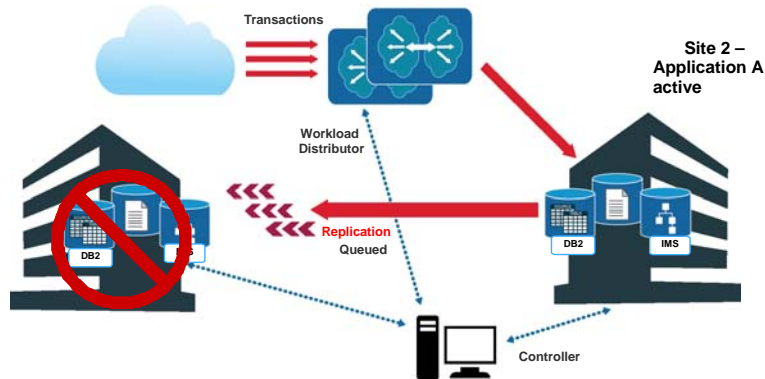 Transactions
Site 2 –
Application A
active
Workload
Distributor
Replication
Queued
DB2
DB2
IMS
Controller